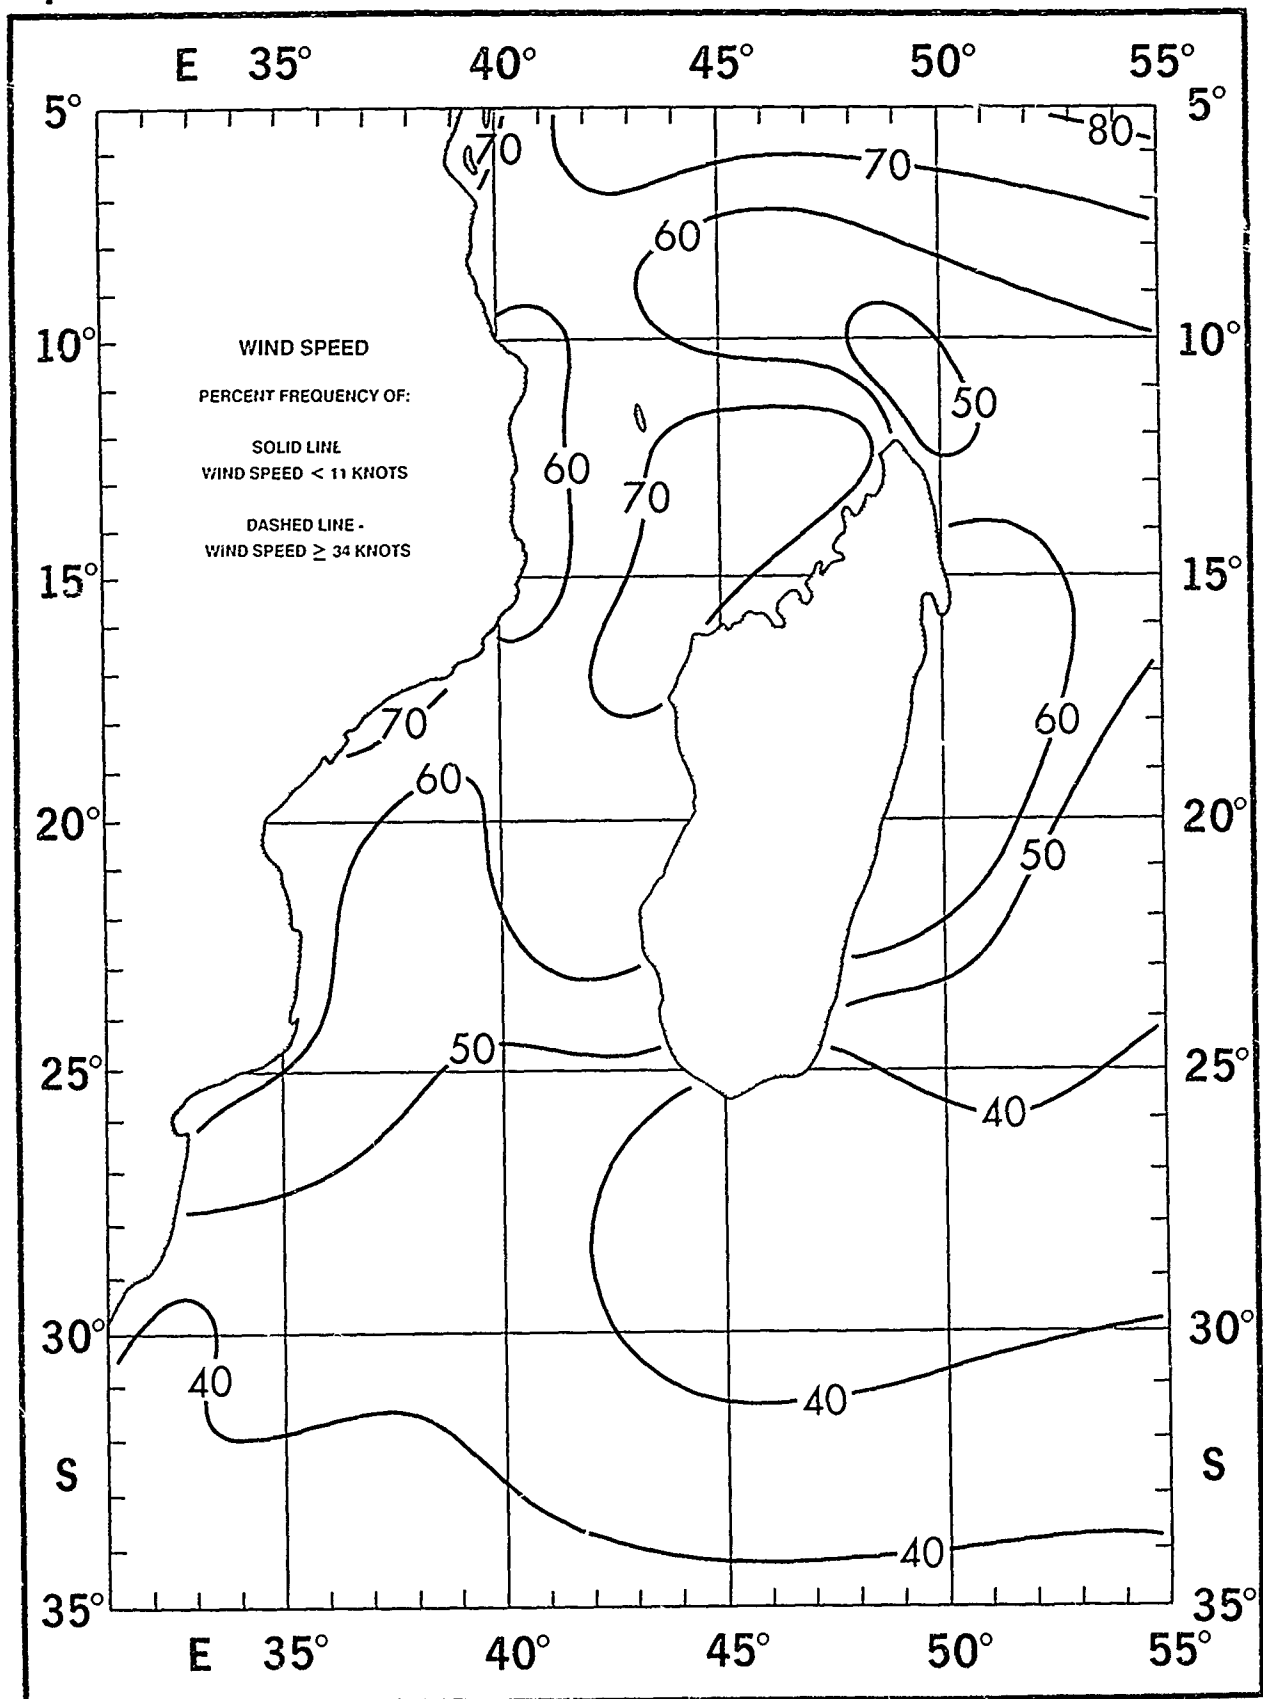 E 35° 40° 45° 50° 55°
5° 5°
80
70 70
60
10° 10°
WIND SPEED
PERCENT FREQUENCY OF:
50
SOLID LINE
WIND SPEED < 11 KNOTS
60
70
DASHED LINE -
WIND SPEED ≥ 34 KNOTS
15° 15°
70 60
60
20° 20°
50
50
25° 25°
40
30° 30°
40 40
S S
40
35° 35°
E 35° 40° 45° 50° 55°